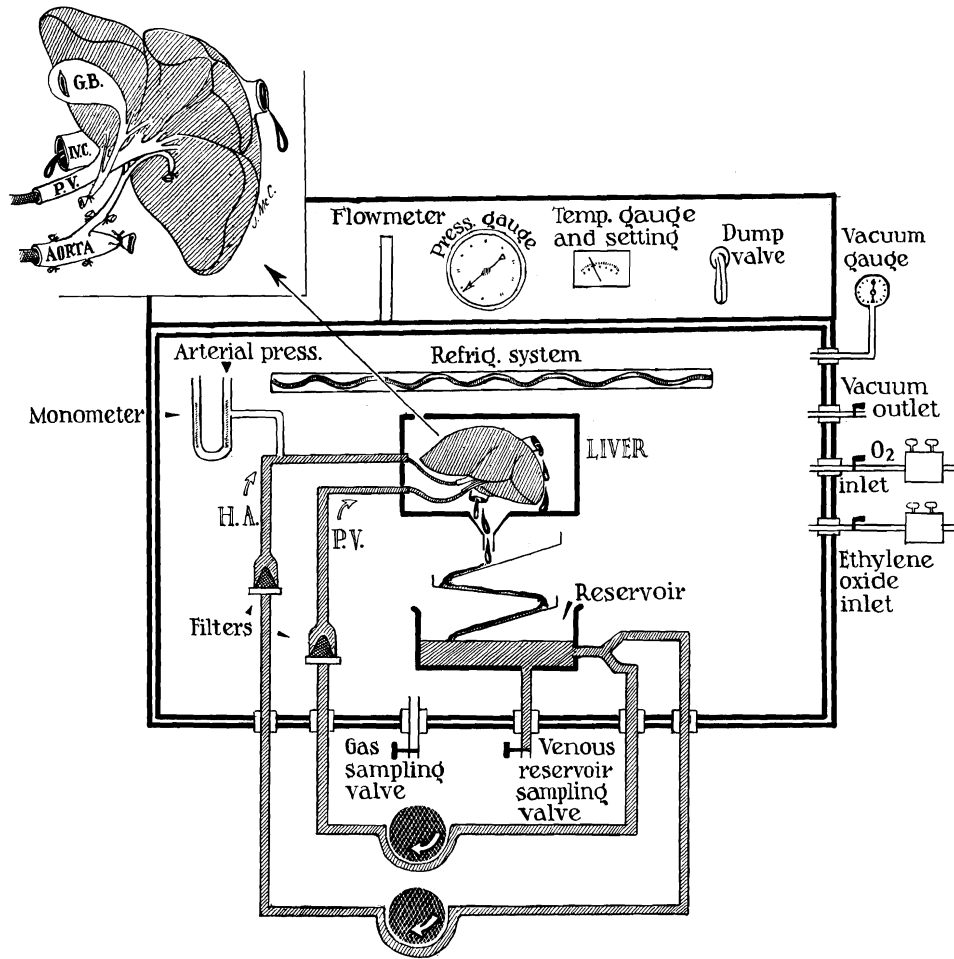 G.B.
I.V.C.
P.V.
AORTA
J. McC.
Flowmeter
Press. gauge
Temp. gauge
and setting
Dump
valve
Vacuum
gauge
Arterial press.
Refrig. system
Monometer
Vacuum
outlet
LIVER
O2
inlet
H.A.
P.V.
Ethylene
oxide
inlet
Reservoir
Filters
Gas
sampling
valve
Venous
reservoir
sampling
valve